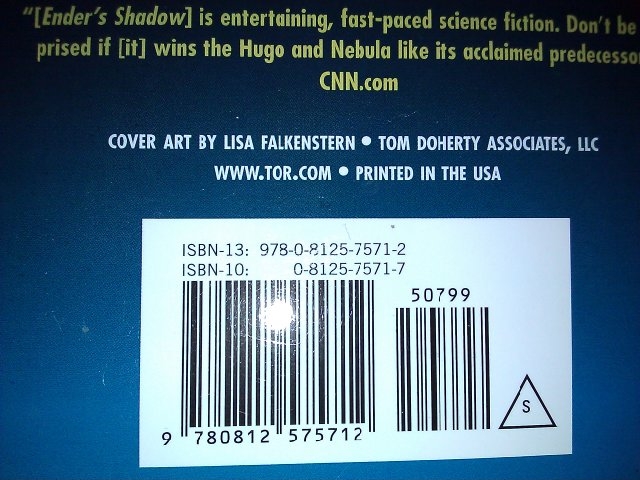 “[Ender's Shadow] is entertaining, fast-paced science fiction. Don't be
prised if [it] wins the Hugo and Nebula like its acclaimed predecesso
CNN.com
COVER ART BY LISA FALKENSTERN • TOM DOHERTY ASSOCIATES, LLC
WWW.TOR.COM • PRINTED IN THE USA
ISBN-13: 978-0-8125-7571-2
ISBN-10: 0-8125-7571-7
50799
S
9 780812 575712